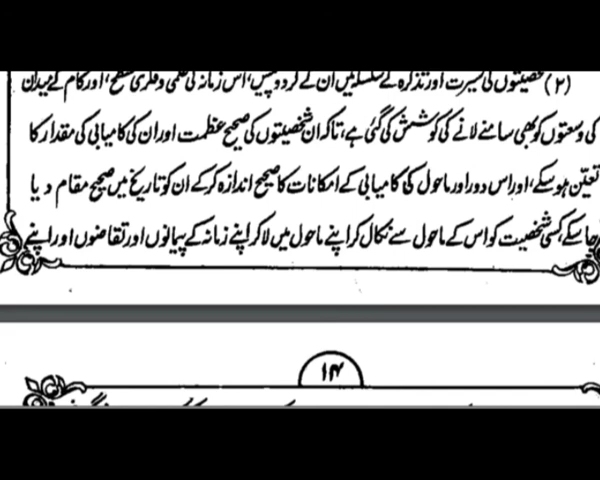 (۲) شخصیتوں کی سیرت اور تذکرہ کے سلسلہ میں ان کے گردوپیش، اس زمانہ کی علمی و فکری سطح، اور کام کے میدان
کی وسعتوں کو بھی سامنے لانے کی کوشش کی گئی ہے، تاکہ ان شخصیتوں کی صحیح عظمت اور ان کی کامیابی کی مقدار کا
تعین ہو سکے، اور اس دور اور ماحول کی کامیابی کے امکانات کا صحیح اندازہ کر کے ان کو تاریخ میں صحیح مقام دیا
جا سکے، کسی شخصیت کو اس کے ماحول سے نکال کر اپنے ماحول میں لا کر اپنے زمانہ کے پیمانوں اور تقاضوں اور اپنے
۱۴